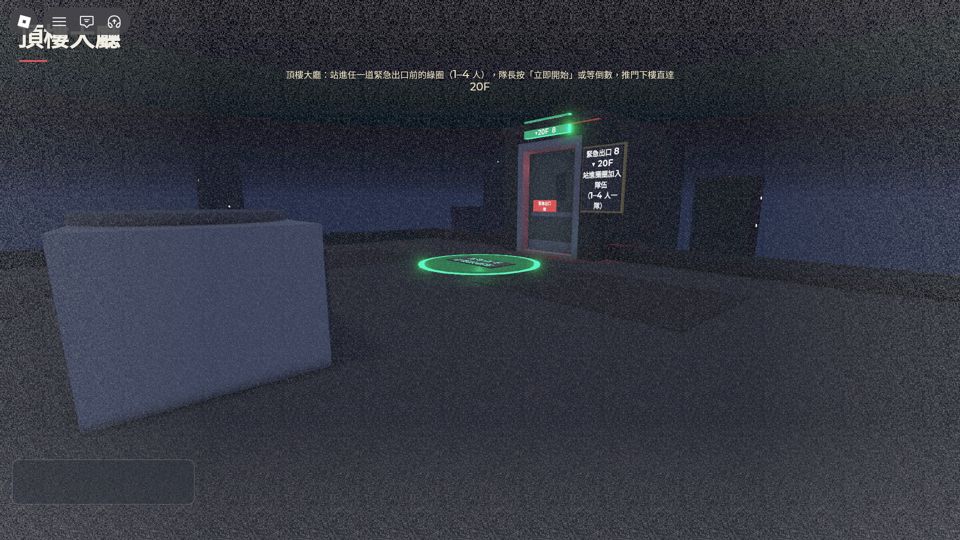 頂樓大廳
頂樓大廳：站進任一道緊急出口前的綠圈（1–4 人），隊長按「立即開始」或等倒數，推門下樓直達
20F
▼20F 8
緊急出口 8
▼ 20F
站進綠圈加入
隊伍
（1–4 人一
隊）